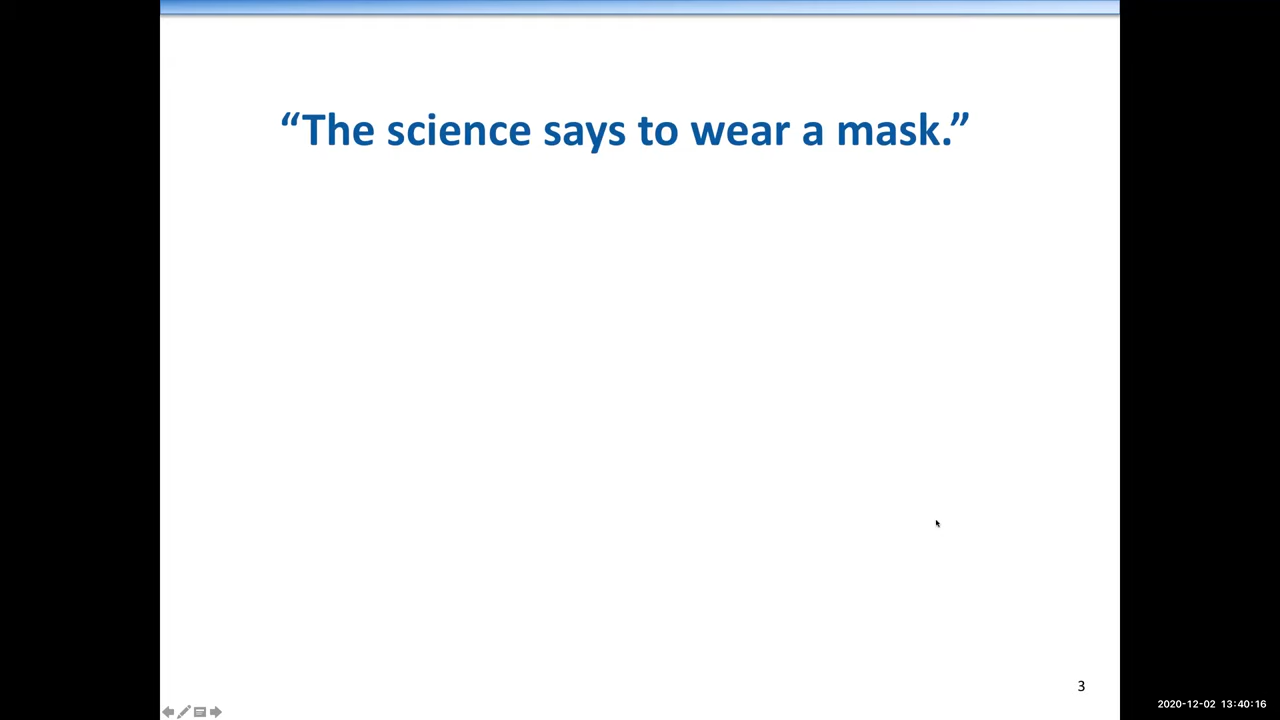 “The science says to wear a mask.”
3
2020-12-02 13:40:16